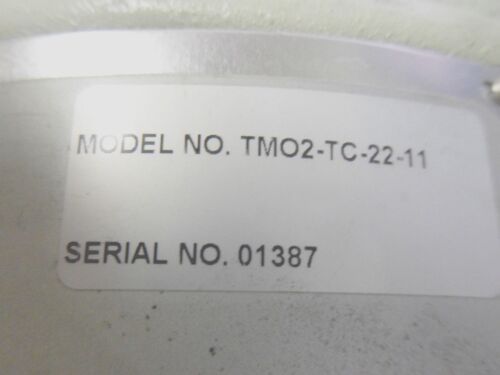 MODEL NO. TMO2-TC-22-11
SERIAL NO. 01387